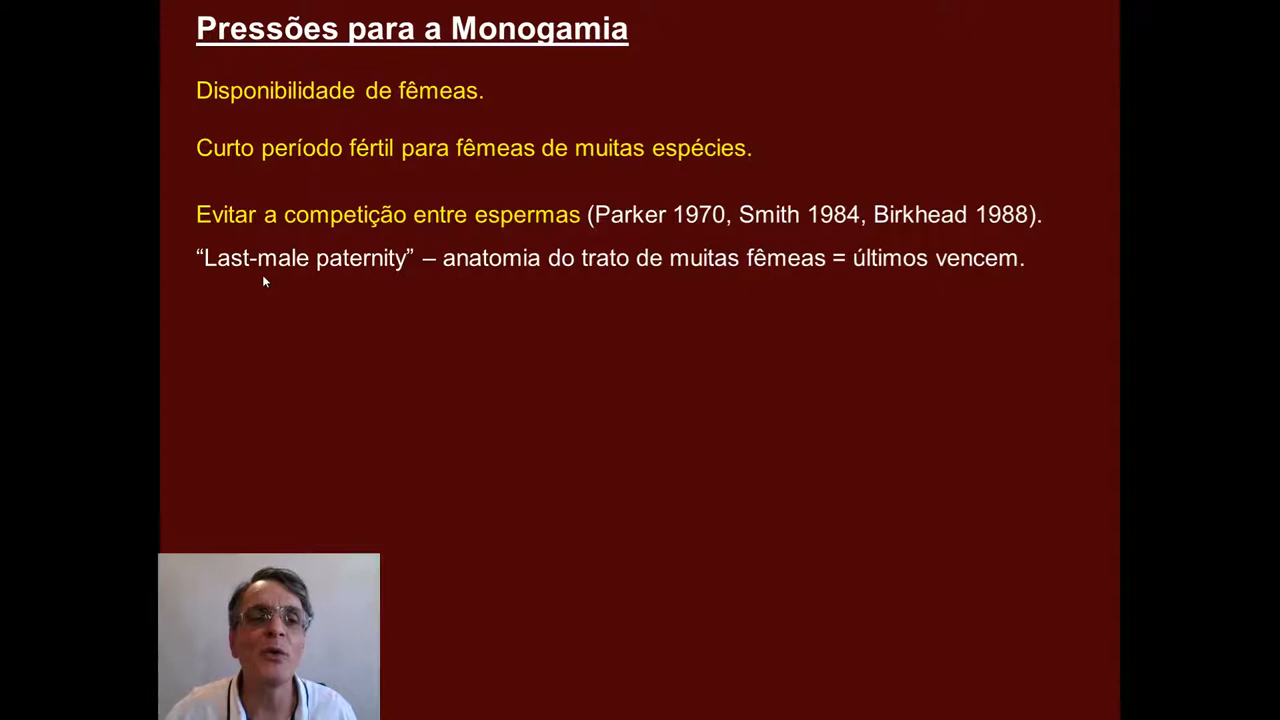 Pressões para a Monogamia
Disponibilidade de fêmeas.
Curto período fértil para fêmeas de muitas espécies.
Evitar a competição entre espermas (Parker 1970, Smith 1984, Birkhead 1988).
“Last-male paternity” – anatomia do trato de muitas fêmeas = últimos vencem.